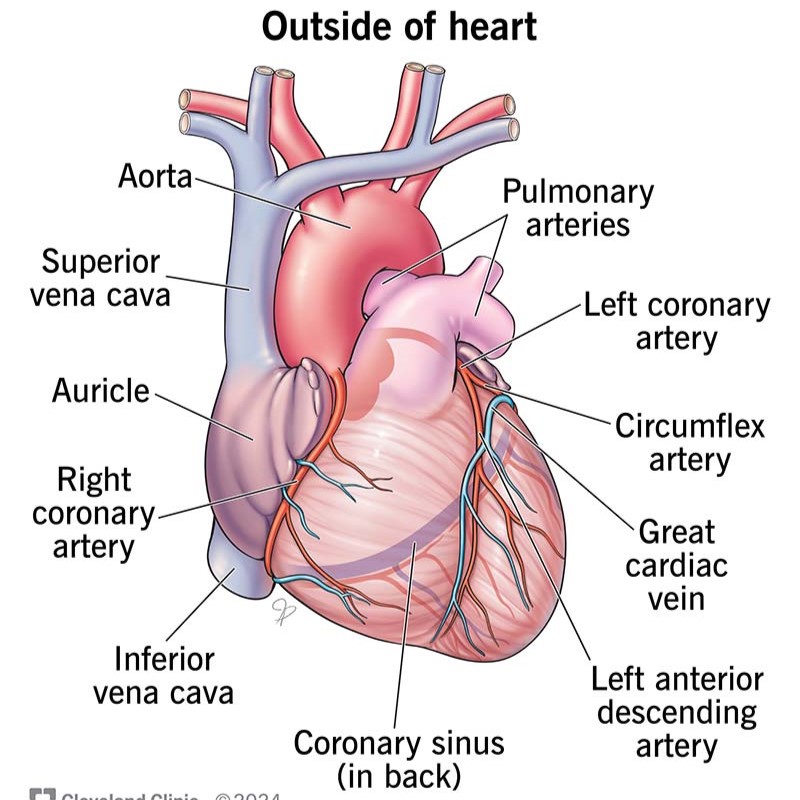 Outside of heart
Aorta
Pulmonary
arteries
Superior
vena cava
Left coronary
artery
Auricle
Circumflex
artery
Right
coronary
artery
Great
cardiac
vein
Inferior
vena cava
Left anterior
descending
artery
Coronary sinus
(in back)
Cleveland Clinic ©2024